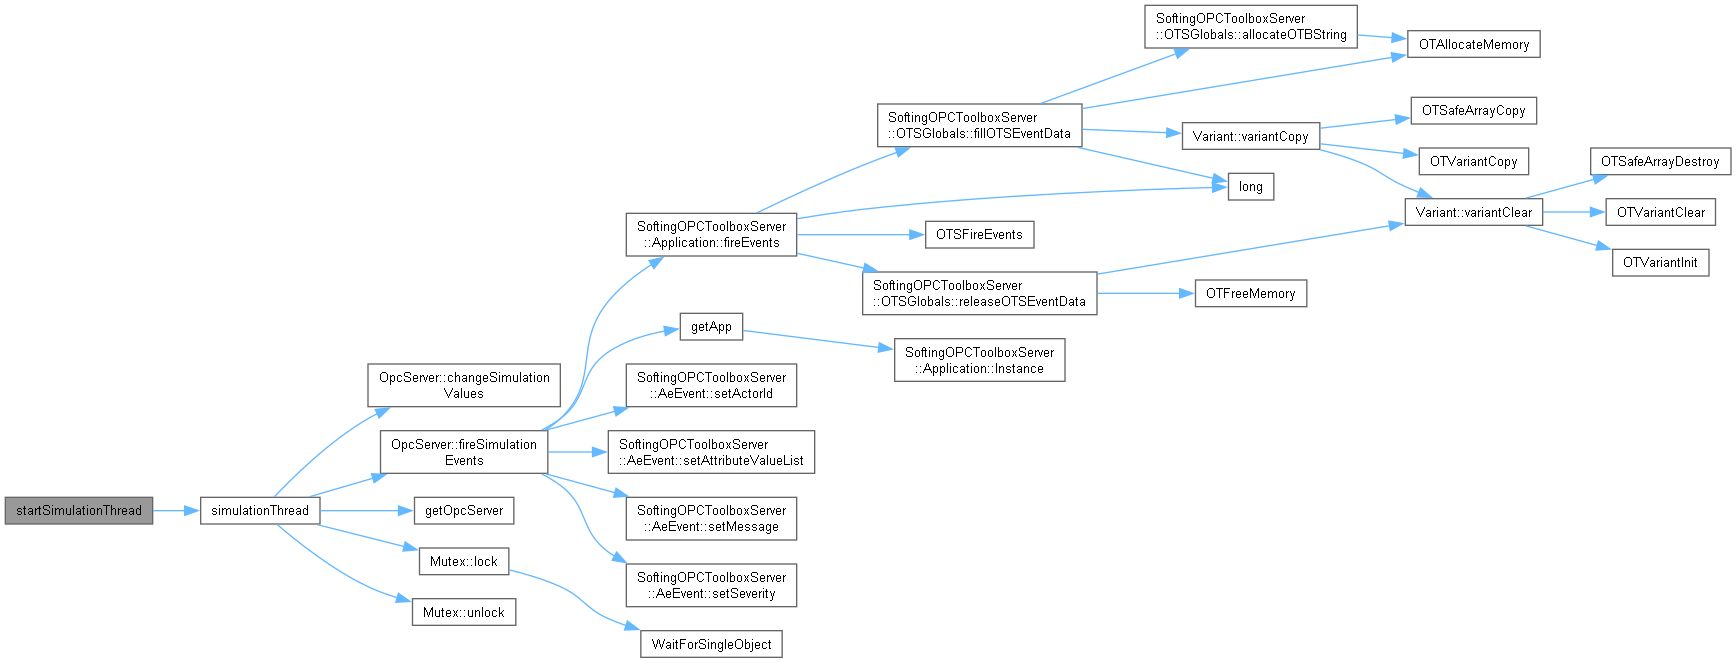 SoftingOPCToolboxServer
::OTSGlobals::allocateOTBString
OTAllocateMemory
SoftingOPCToolboxServer
::OTSGlobals::fillOTSEventData
OTSafeArrayCopy
Variant::variantCopy
OTVariantCopy
OTSafeArrayDestroy
long
Variant::variantClear
OTVariantClear
SoftingOPCToolboxServer
::Application::fireEvents
OTSFireEvents
OTVariantInit
SoftingOPCToolboxServer
::OTSGlobals::releaseOTSEventData
OTFreeMemory
getApp
SoftingOPCToolboxServer
::Application::Instance
OpcServer::changeSimulation
Values
SoftingOPCToolboxServer
::AeEvent::setActorId
OpcServer::fireSimulation
Events
SoftingOPCToolboxServer
::AeEvent::setAttributeValueList
startSimulationThread
simulationThread
getOpcServer
SoftingOPCToolboxServer
::AeEvent::setMessage
Mutex::lock
SoftingOPCToolboxServer
::AeEvent::setSeverity
Mutex::unlock
WaitForSingleObject